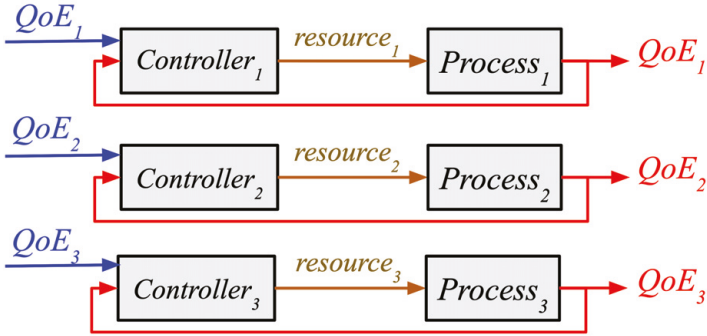 QoE₁
Controller₁
resource₁
Process₁
QoE₁
QoE₂
Controller₂
resource₂
Process₂
QoE₂
QoE₃
Controller₃
resource₃
Process₃
QoE₃